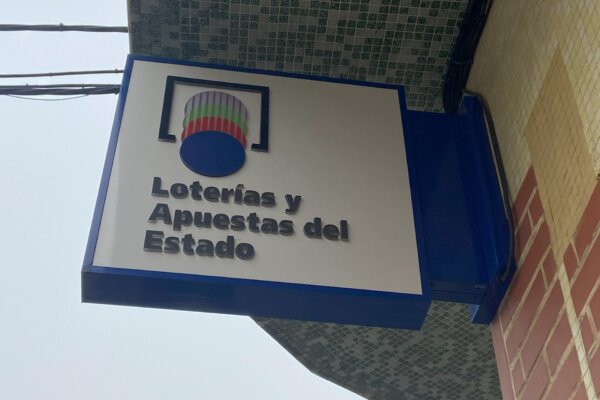 Loterías y
Apuestas del
Estado